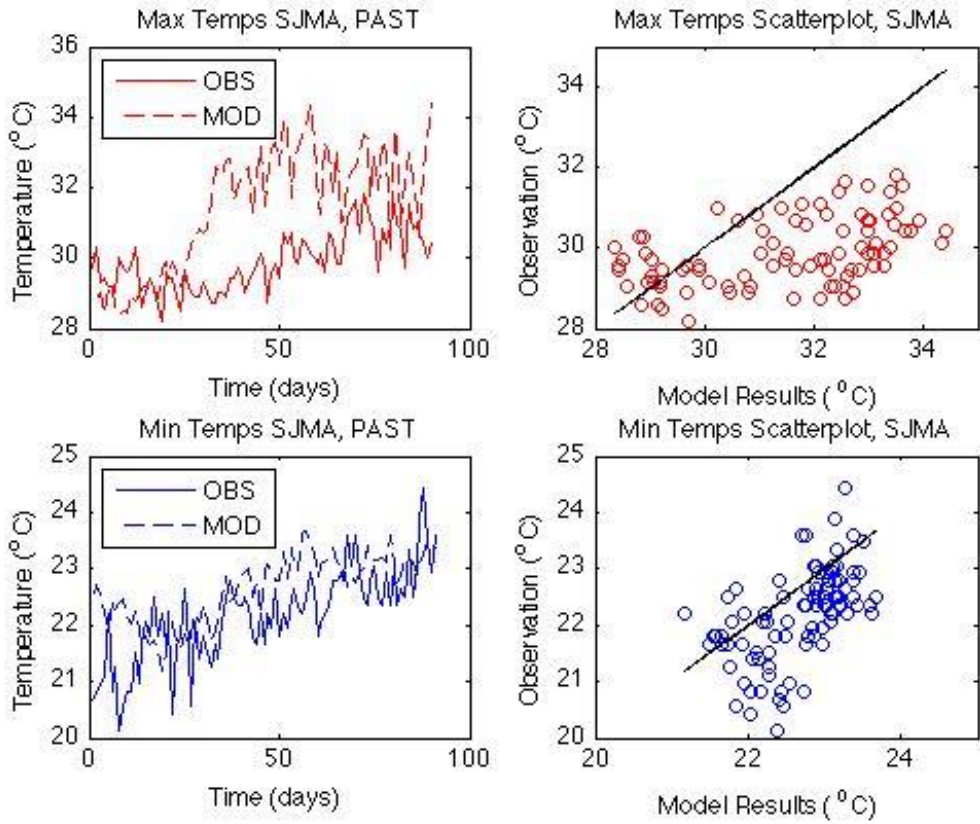 Max Temps SJMA, PAST
36
34
32
30
28
0
50
100
Temperature (°C)
Time (days)
OBS
MOD
Max Temps Scatterplot, SJMA
34
32
30
28
28
30
32
34
Observation (°C)
Model Results (°C)
Min Temps SJMA, PAST
25
24
23
22
21
20
0
50
100
Temperature (°C)
Time (days)
OBS
MOD
Min Temps Scatterplot, SJMA
25
24
23
22
21
20
20
22
24
Observation (°C)
Model Results (°C)